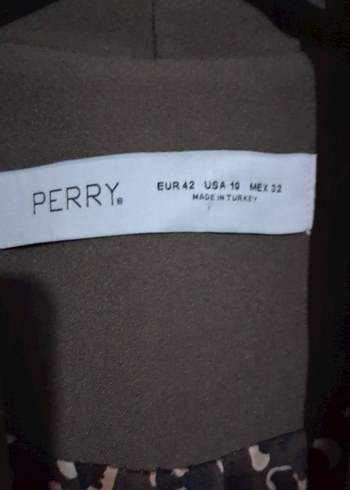 PERRY®
EUR 42 USA 10 MEX 32
MADE IN TURKEY